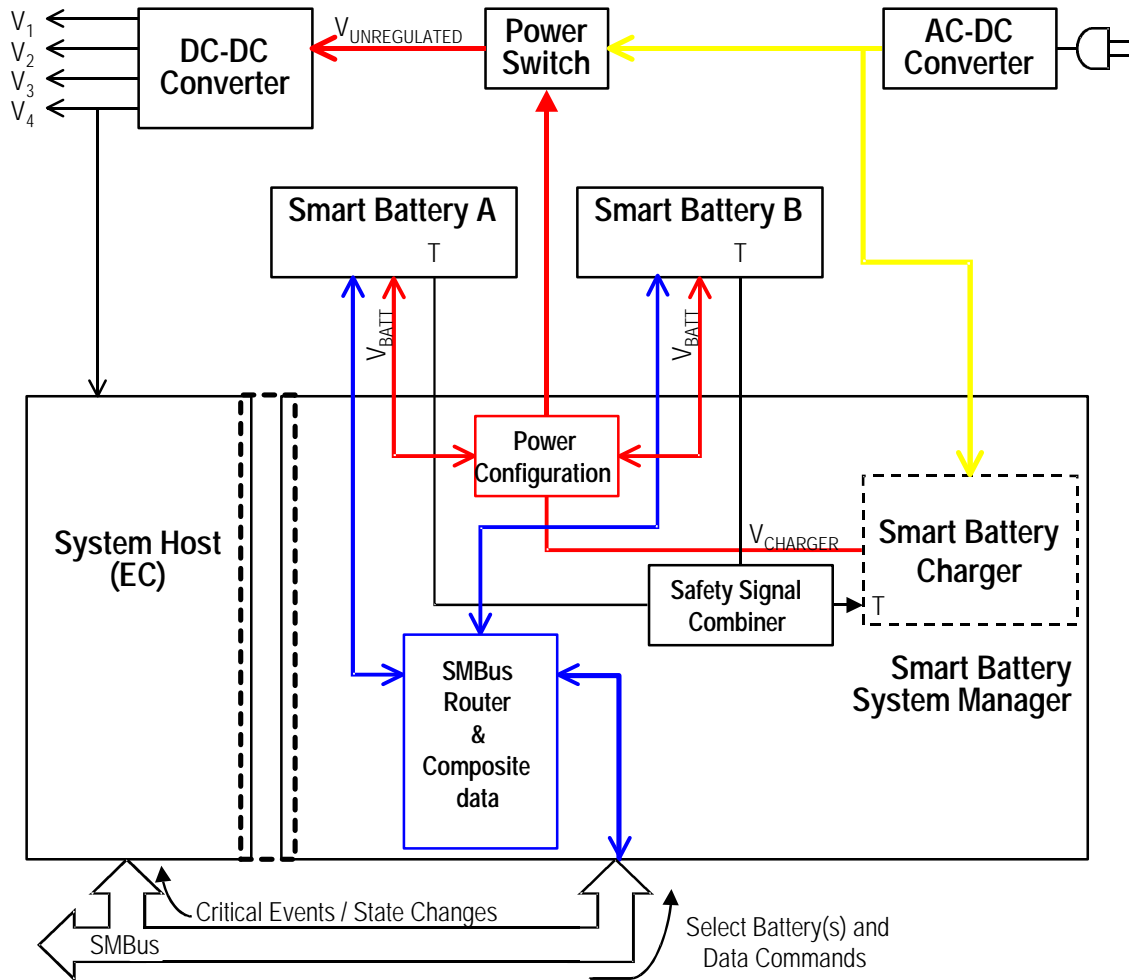 V1
V2
V3
V4
DC-DC
Converter
VUNREGULATED
Power
Switch
AC-DC
Converter
Smart Battery A
T
Smart Battery B
T
VBATT
VBATT
Power
Configuration
System Host
(EC)
VCHARGER
Smart Battery
Charger
T
Safety Signal
Combiner
SMBus
Router
&
Composite
data
Smart Battery
System Manager
Critical Events / State Changes
SMBus
Select Battery(s) and
Data Commands